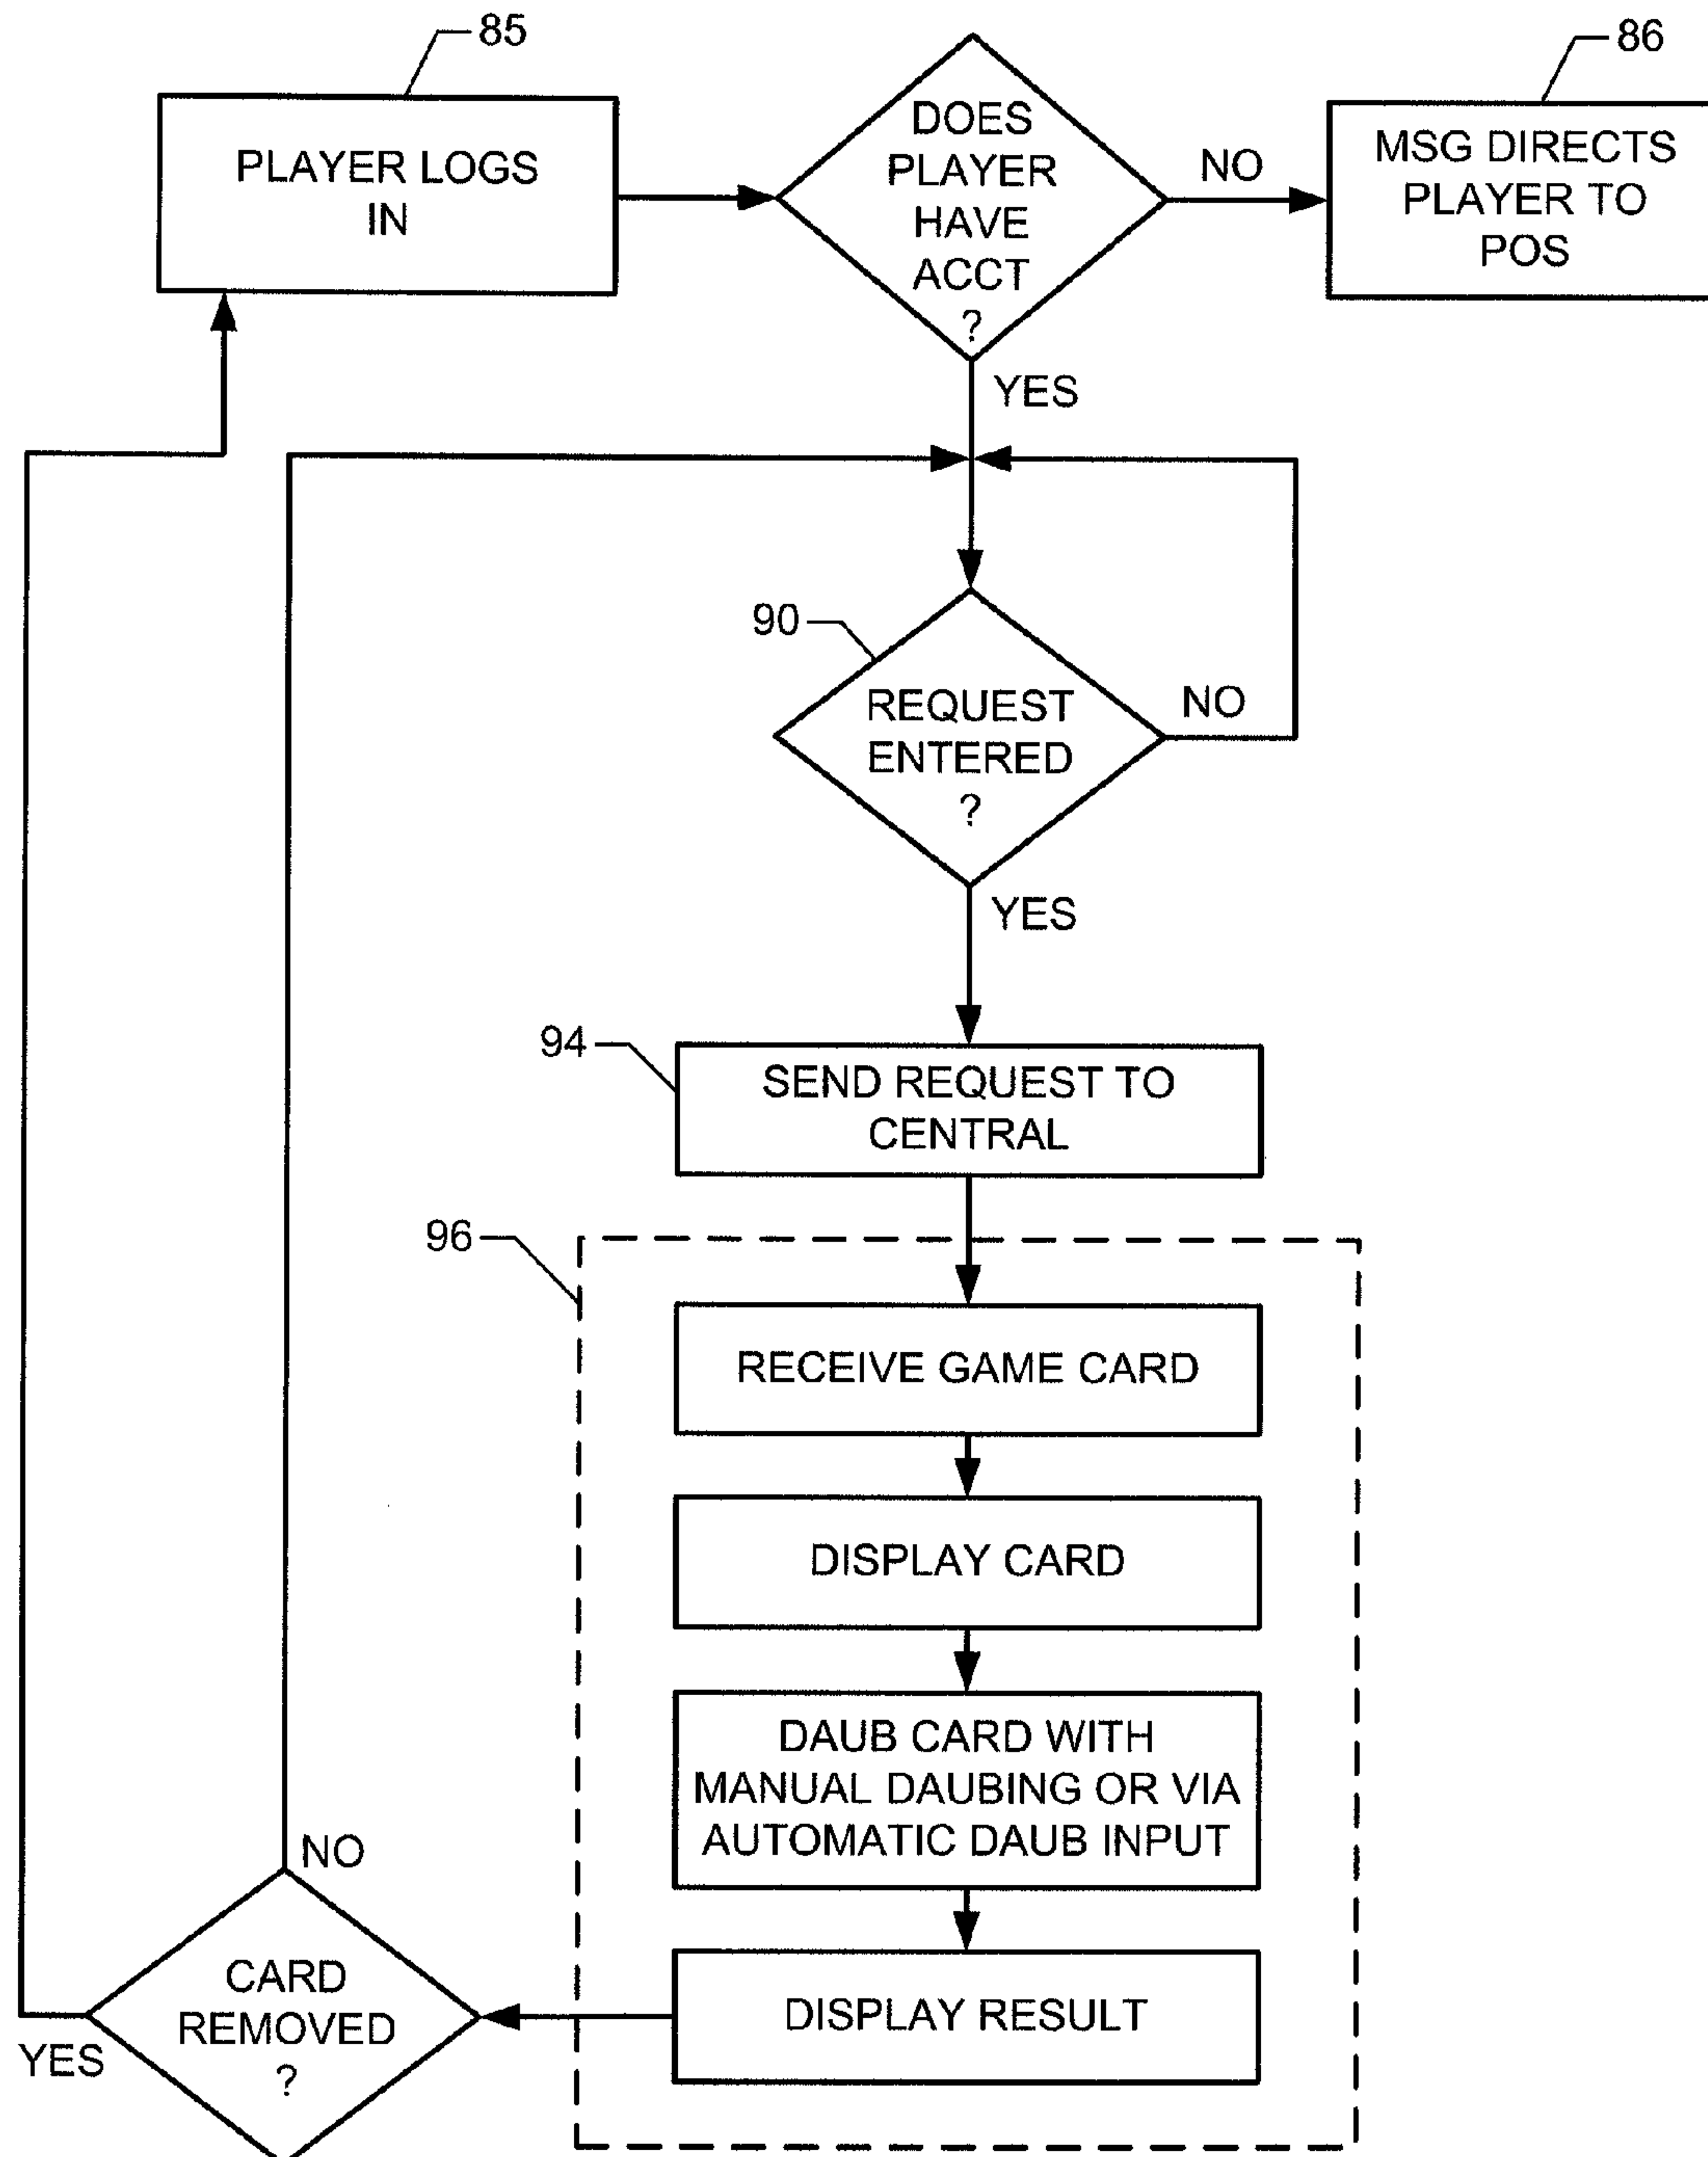 85
PLAYER LOGS
IN
DOES
PLAYER
HAVE
ACCT
?
NO
86
MSG DIRECTS
PLAYER TO
POS
YES
90
REQUEST
ENTERED
?
NO
YES
94
SEND REQUEST TO
CENTRAL
96
RECEIVE GAME CARD
DISPLAY CARD
DAUB CARD WITH
MANUAL DAUBING OR VIA
AUTOMATIC DAUB INPUT
DISPLAY RESULT
NO
CARD
REMOVED
?
YES